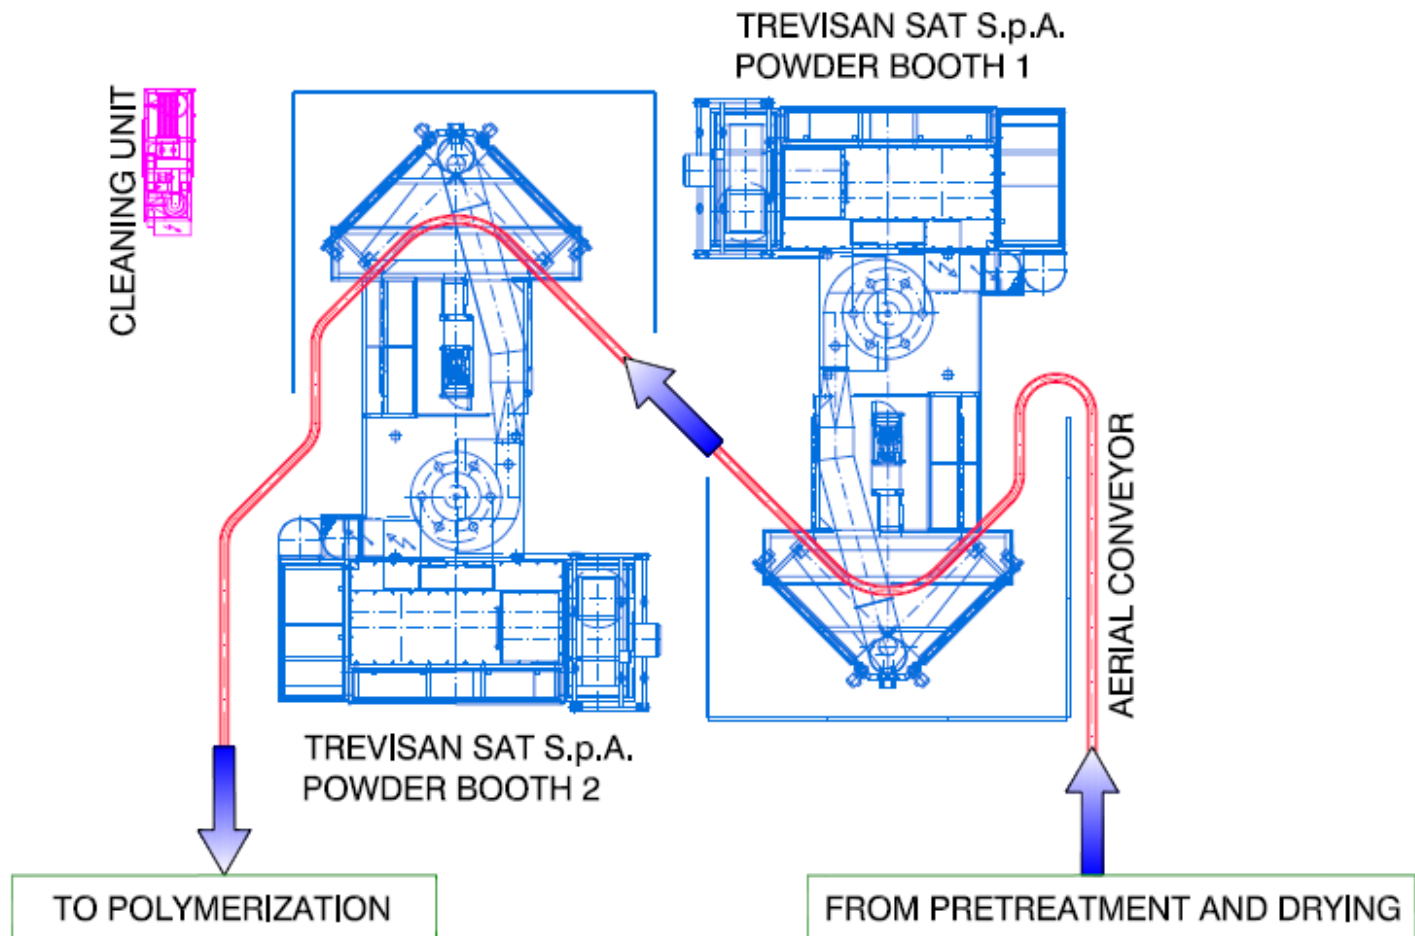 TREVISAN SAT S.p.A.
POWDER BOOTH 1
CLEANING UNIT
AERIAL CONVEYOR
TREVISAN SAT S.p.A.
POWDER BOOTH 2
TO POLYMERIZATION
FROM PRETREATMENT AND DRYING